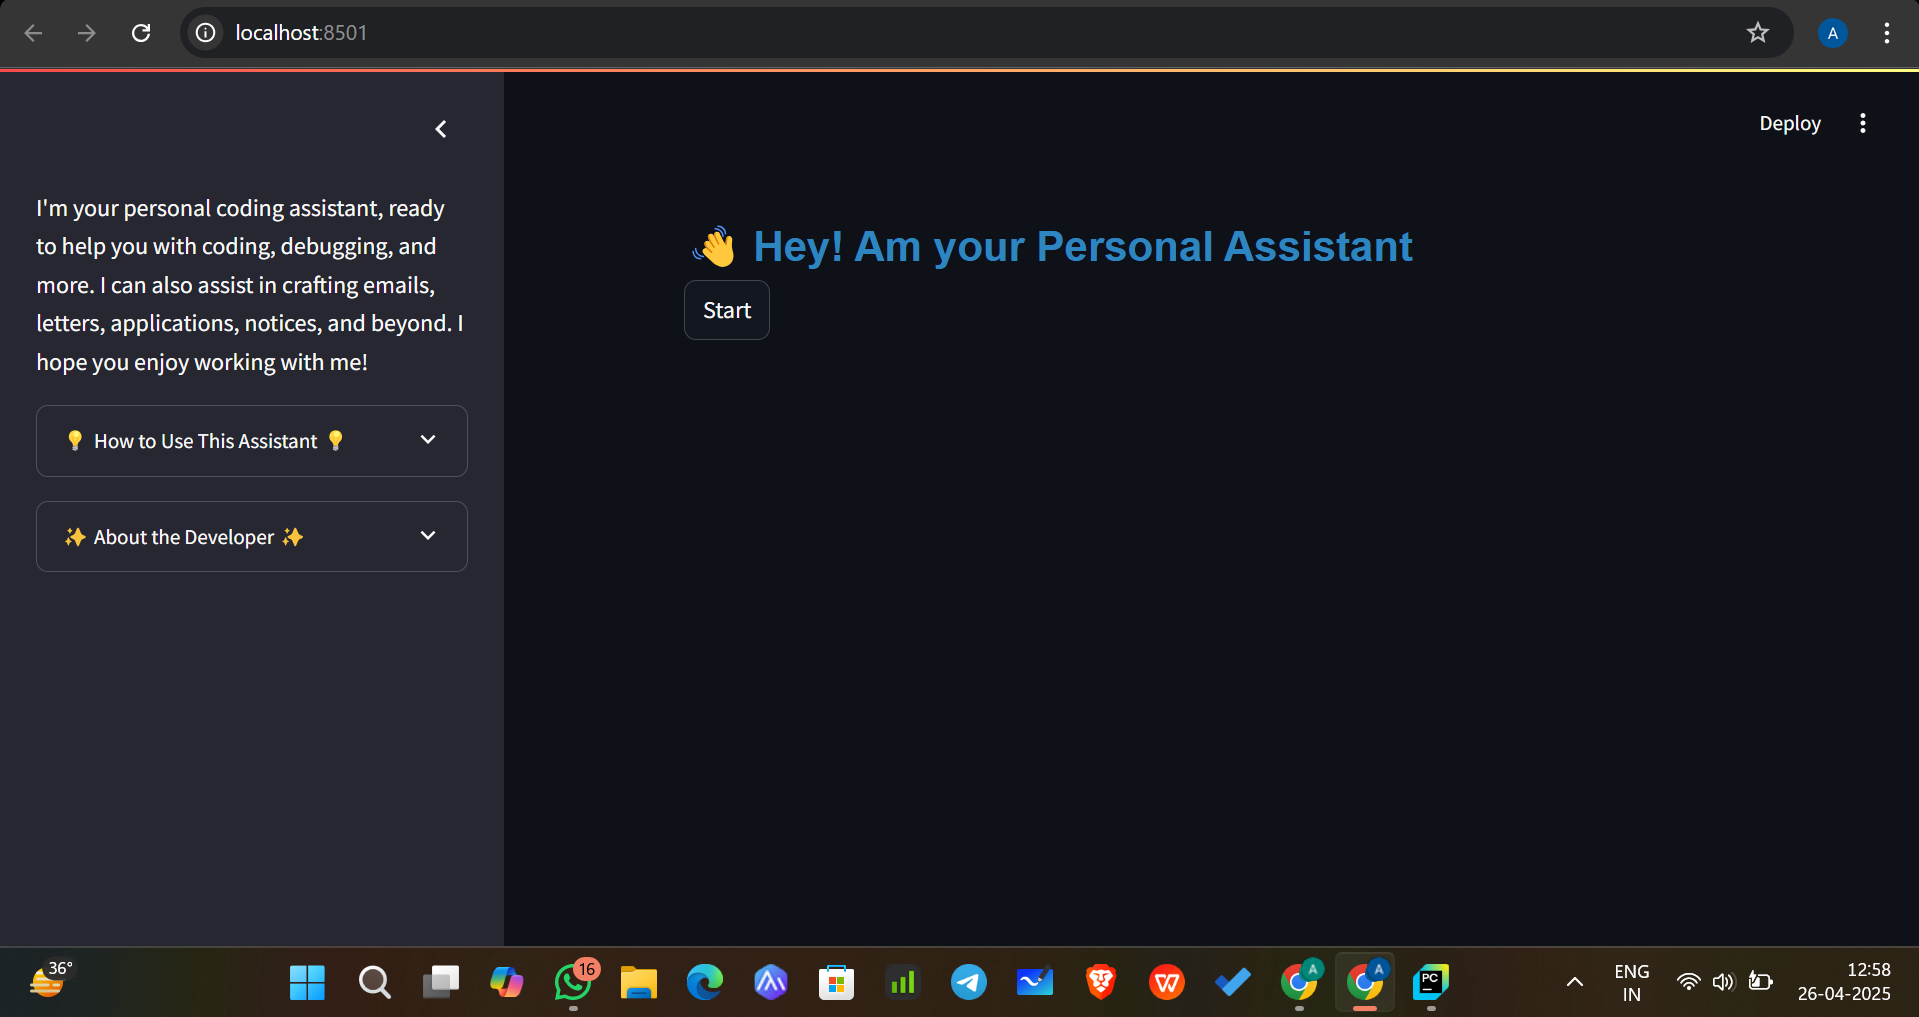 localhost:8501
A
Deploy
I'm your personal coding assistant, ready
to help you with coding, debugging, and
more. I can also assist in crafting emails,
letters, applications, notices, and beyond. I
hope you enjoy working with me!
💡 How to Use This Assistant 💡
✨ About the Developer ✨
👋 Hey! Am your Personal Assistant
Start
36°
16
W
A
A
PC
ENG
IN
12:58
26-04-2025